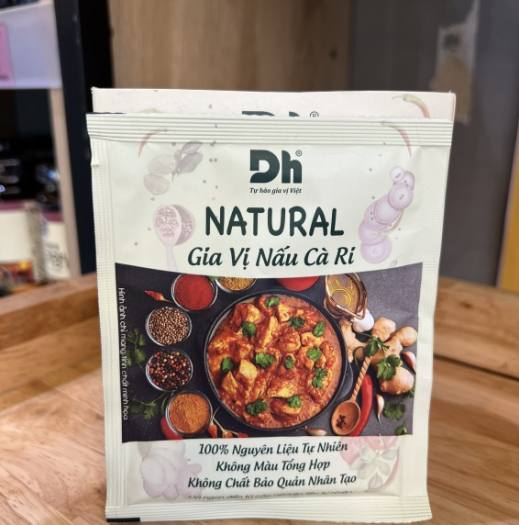 Dh®
Tự hào gia vị Việt
NATURAL
Gia Vị Nấu Cà Ri
Hình ảnh chỉ mang tính chất minh họa
100% Nguyên Liệu Tự Nhiên
Không Màu Tổng Hợp
Không Chất Bảo Quản Nhân Tạo